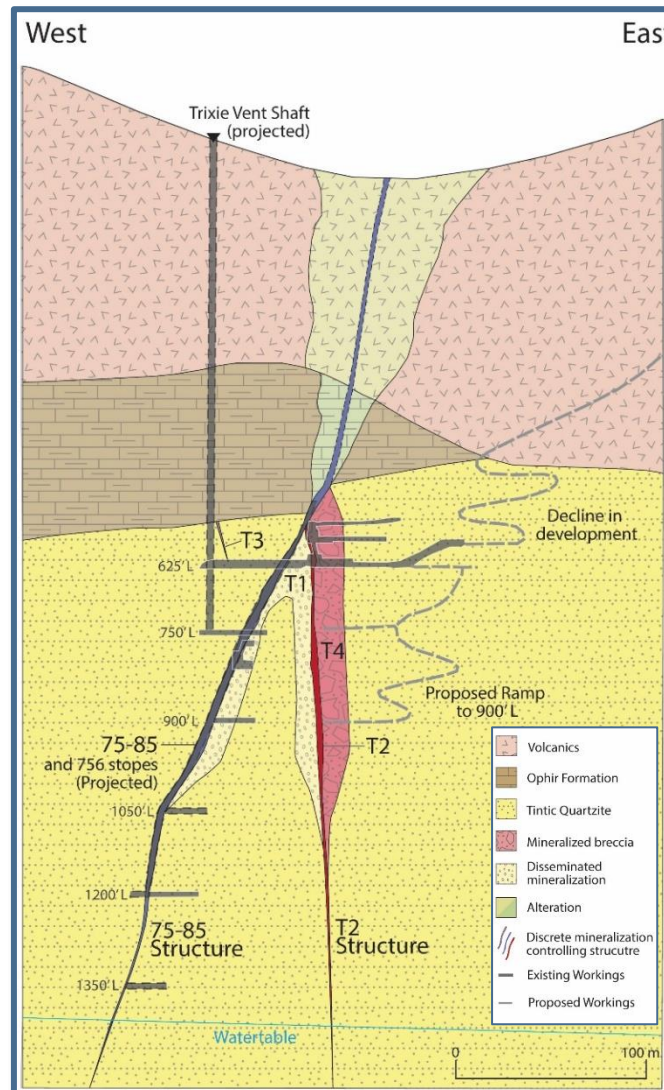 West
East
Trixie Vent Shaft
(projected)
T3
Decline in
development
625' L
T1
750' L
T4
Proposed Ramp
to 900' L
900' L
75-85
and 756 stopes
(Projected)
T2
1050' L
1200' L
75-85
Structure
T2
Structure
1350' L
Watertable
Volcanics
Ophir Formation
Tintic Quartzite
Mineralized breccia
Disseminated
mineralization
Alteration
Discrete mineralization
controlling strucutre
Existing Workings
Proposed Workings
0 100 m